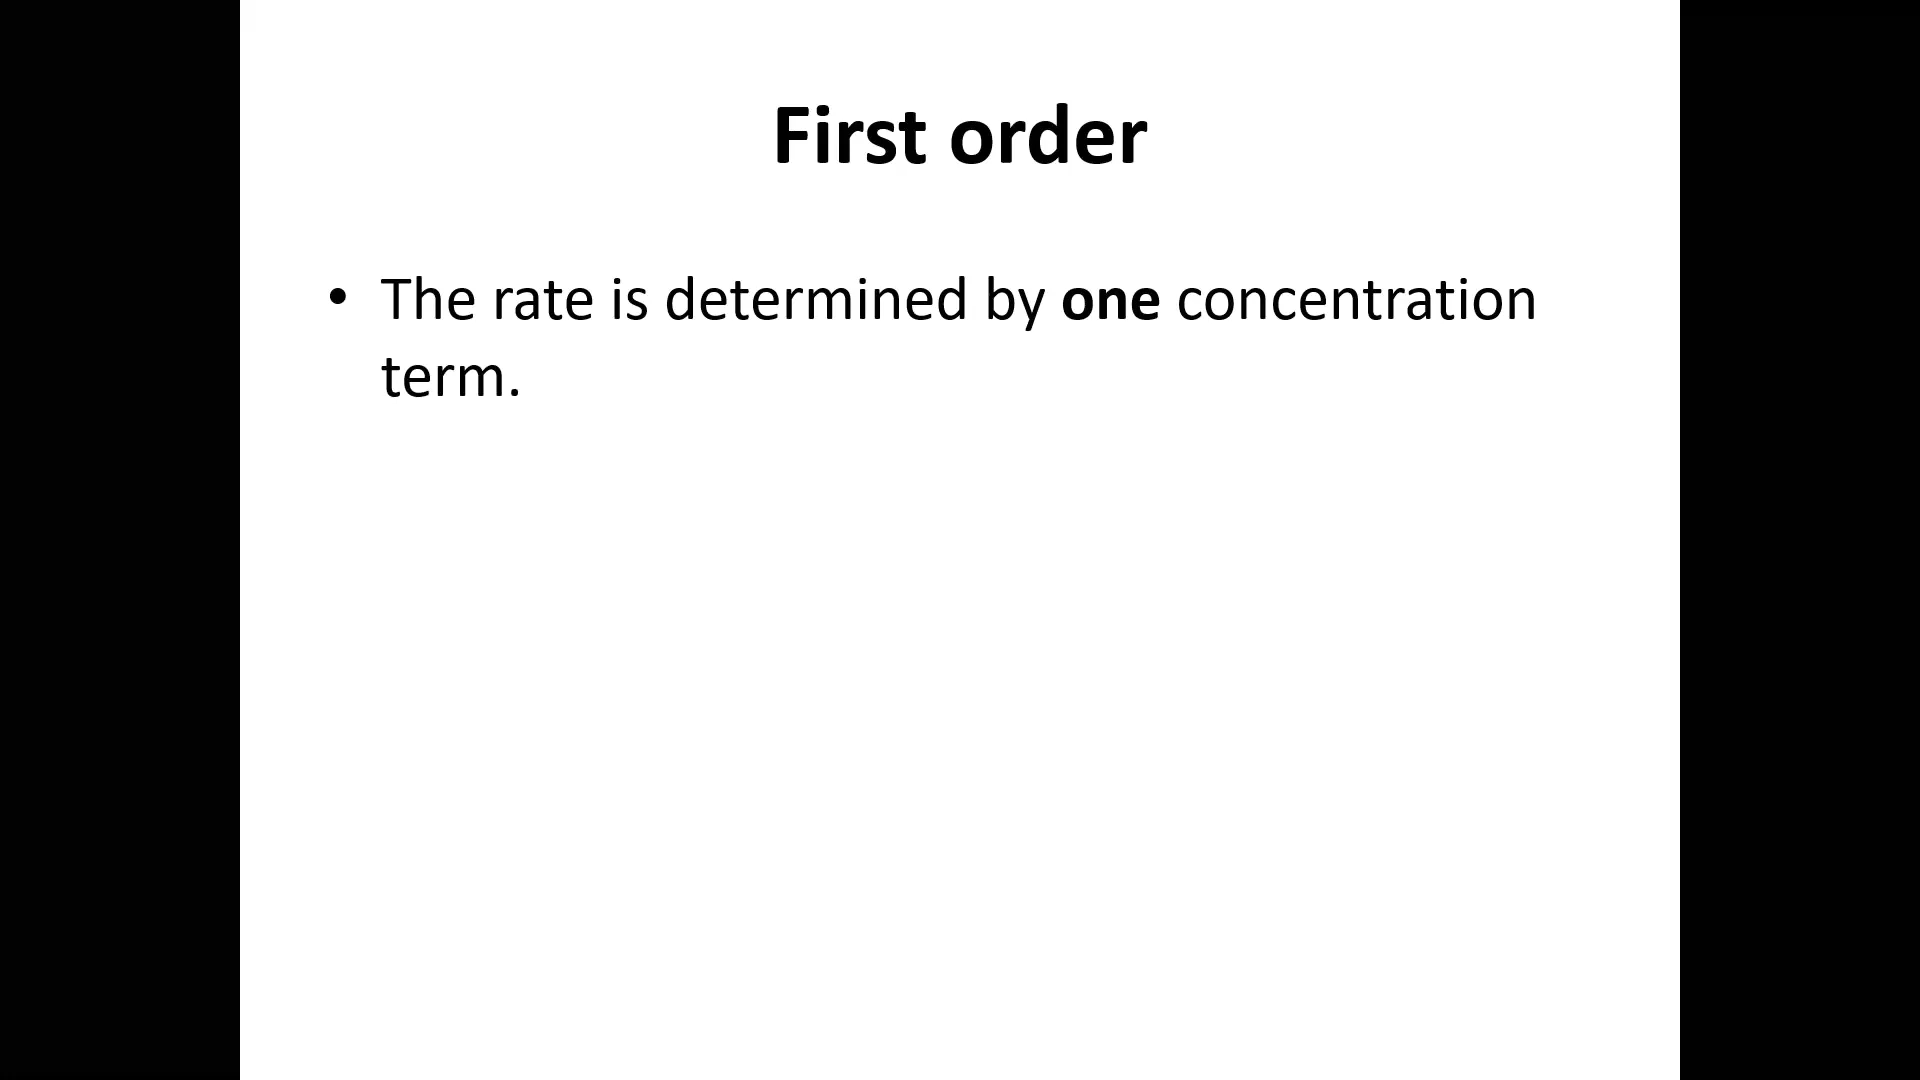 First order
• The rate is determined by one concentration
term.